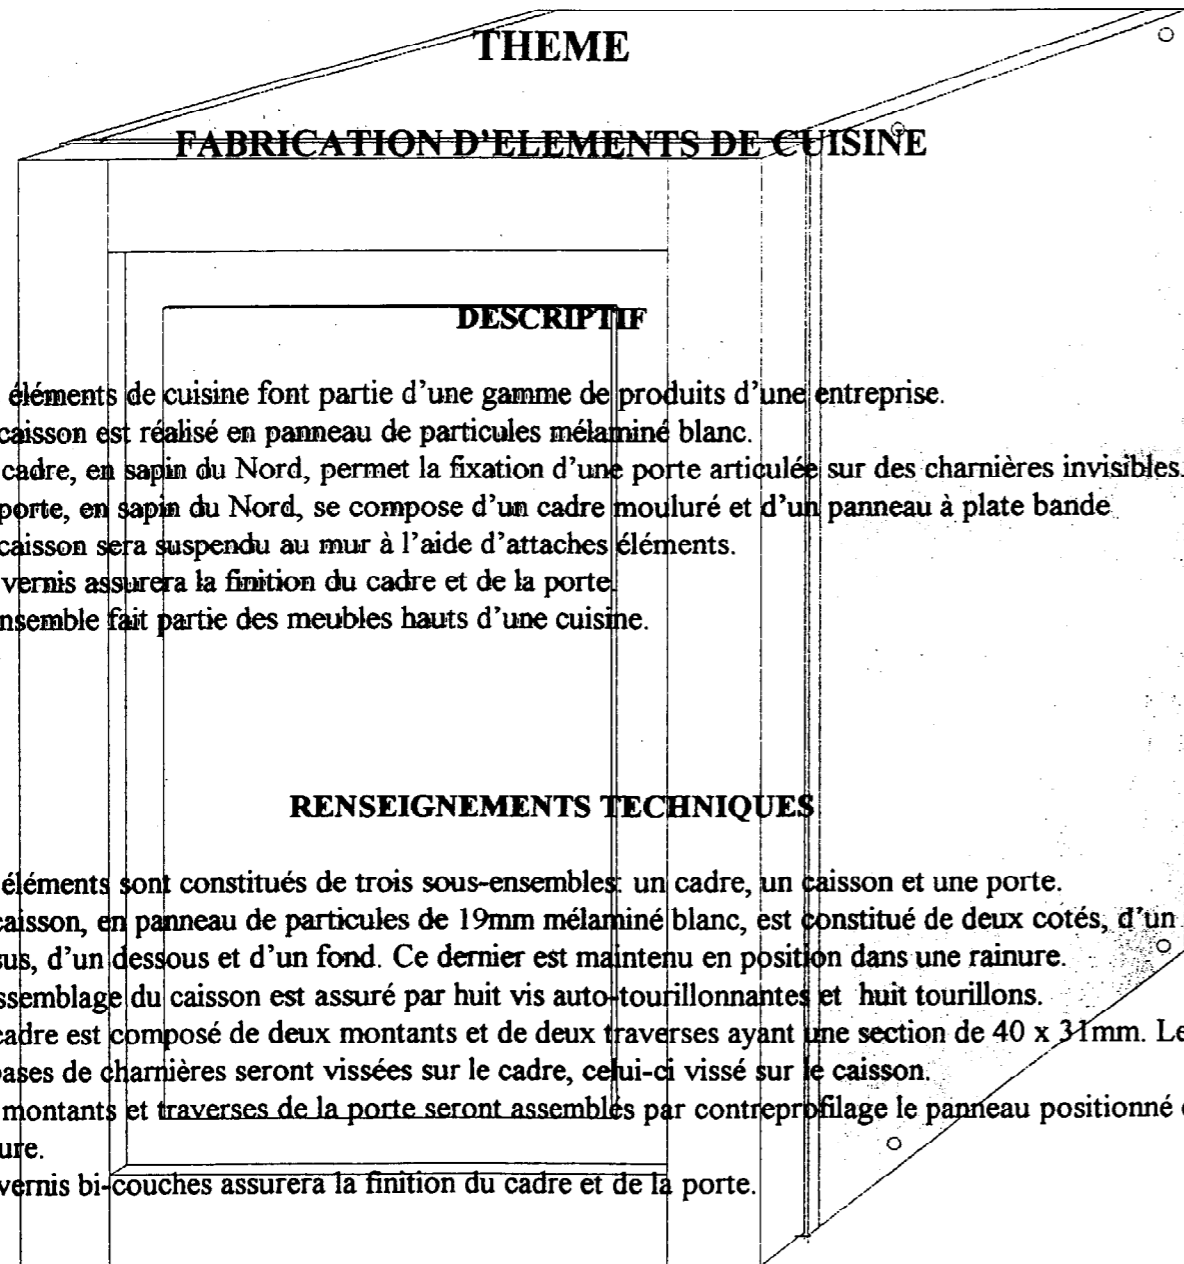 THEME
FABRICATION D'ELEMENTS DE CUISINE
DESCRIPTIF
éléments de cuisine font partie d'une gamme de produits d'une entreprise.
caisson est réalisé en panneau de particules mélaminé blanc.
cadre, en sapin du Nord, permet la fixation d'une porte articulée sur des charnières invisibles.
porte, en sapin du Nord, se compose d'un cadre mouluré et d'un panneau à plate bande
caisson sera suspendu au mur à l'aide d'attaches éléments.
vernis assurera la finition du cadre et de la porte.
nsemble fait partie des meubles hauts d'une cuisine.
RENSEIGNEMENTS TECHNIQUES
éléments sont constitués de trois sous-ensembles: un cadre, un caisson et une porte.
caisson, en panneau de particules de 19mm mélaminé blanc, est constitué de deux cotés, d'un
sus, d'un dessous et d'un fond. Ce dernier est maintenu en position dans une rainure.
ssemblage du caisson est assuré par huit vis auto-tourillonnantes et huit tourillons.
cadre est composé de deux montants et de deux traverses ayant une section de 40 x 31mm. Le
bases de charnières seront vissées sur le cadre, celui-ci vissé sur le caisson.
montants et traverses de la porte seront assemblés par contreprofilage le panneau positionné
ure.
vernis bi-couches assurera la finition du cadre et de la porte.